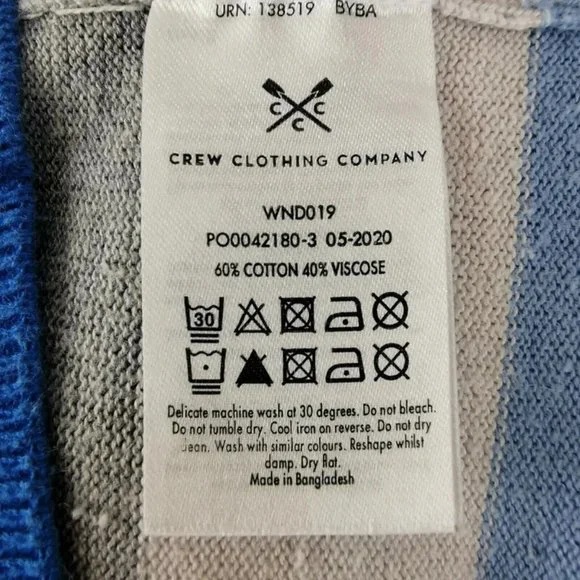 URN: 138519 BYBA
C C
C
CREW CLOTHING COMPANY
WND019
PO0042180-3 05-2020
60% COTTON 40% VISCOSE
30
Delicate machine wash at 30 degrees. Do not bleach.
Do not tumble dry. Cool iron on reverse. Do not dry
. Wash with similar colours. Reshape whilst
damp. Dry flat.
Made in Bangladesh